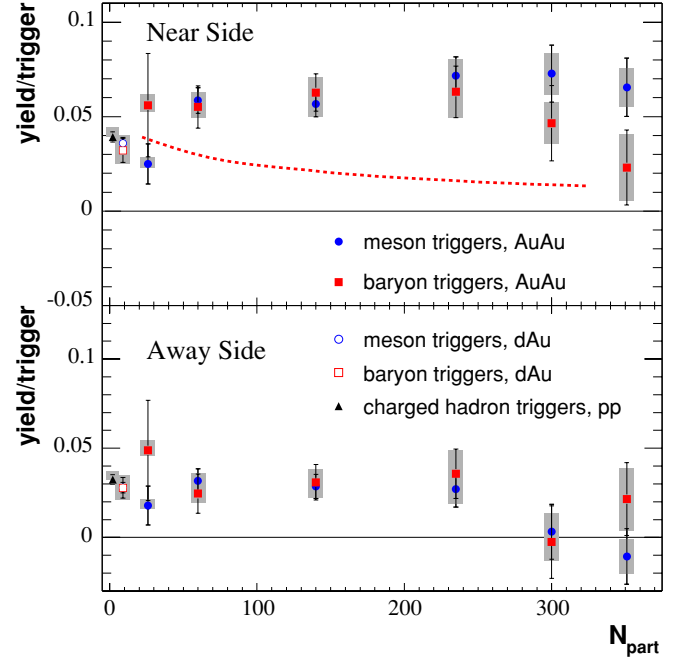 0.1
Near Side
yield/trigger
0.05
0
meson triggers, AuAu
baryon triggers, AuAu
-0.05
Away Side
yield/trigger
meson triggers, dAu
0.1
baryon triggers, dAu
charged hadron triggers, pp
0.05
0
0 100 200 300
N_part